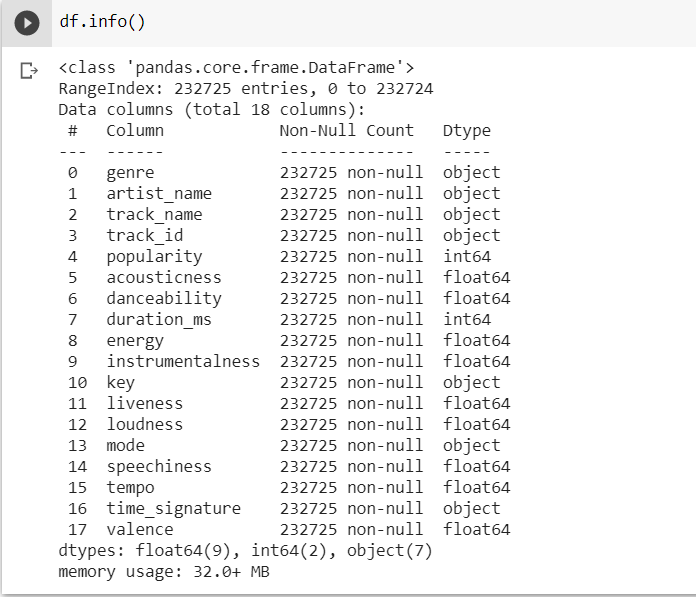 df.info()
<class 'pandas.core.frame.DataFrame'>
RangeIndex: 232725 entries, 0 to 232724
Data columns (total 18 columns):
 #   Column            Non-Null Count   Dtype
---  ------            --------------   -----
 0   genre             232725 non-null  object
 1   artist_name       232725 non-null  object
 2   track_name        232725 non-null  object
 3   track_id          232725 non-null  object
 4   popularity        232725 non-null  int64
 5   acousticness      232725 non-null  float64
 6   danceability      232725 non-null  float64
 7   duration_ms       232725 non-null  int64
 8   energy            232725 non-null  float64
 9   instrumentalness  232725 non-null  float64
 10  key               232725 non-null  object
 11  liveness          232725 non-null  float64
 12  loudness          232725 non-null  float64
 13  mode              232725 non-null  object
 14  speechiness       232725 non-null  float64
 15  tempo             232725 non-null  float64
 16  time_signature    232725 non-null  object
 17  valence           232725 non-null  float64
dtypes: float64(9), int64(2), object(7)
memory usage: 32.0+ MB